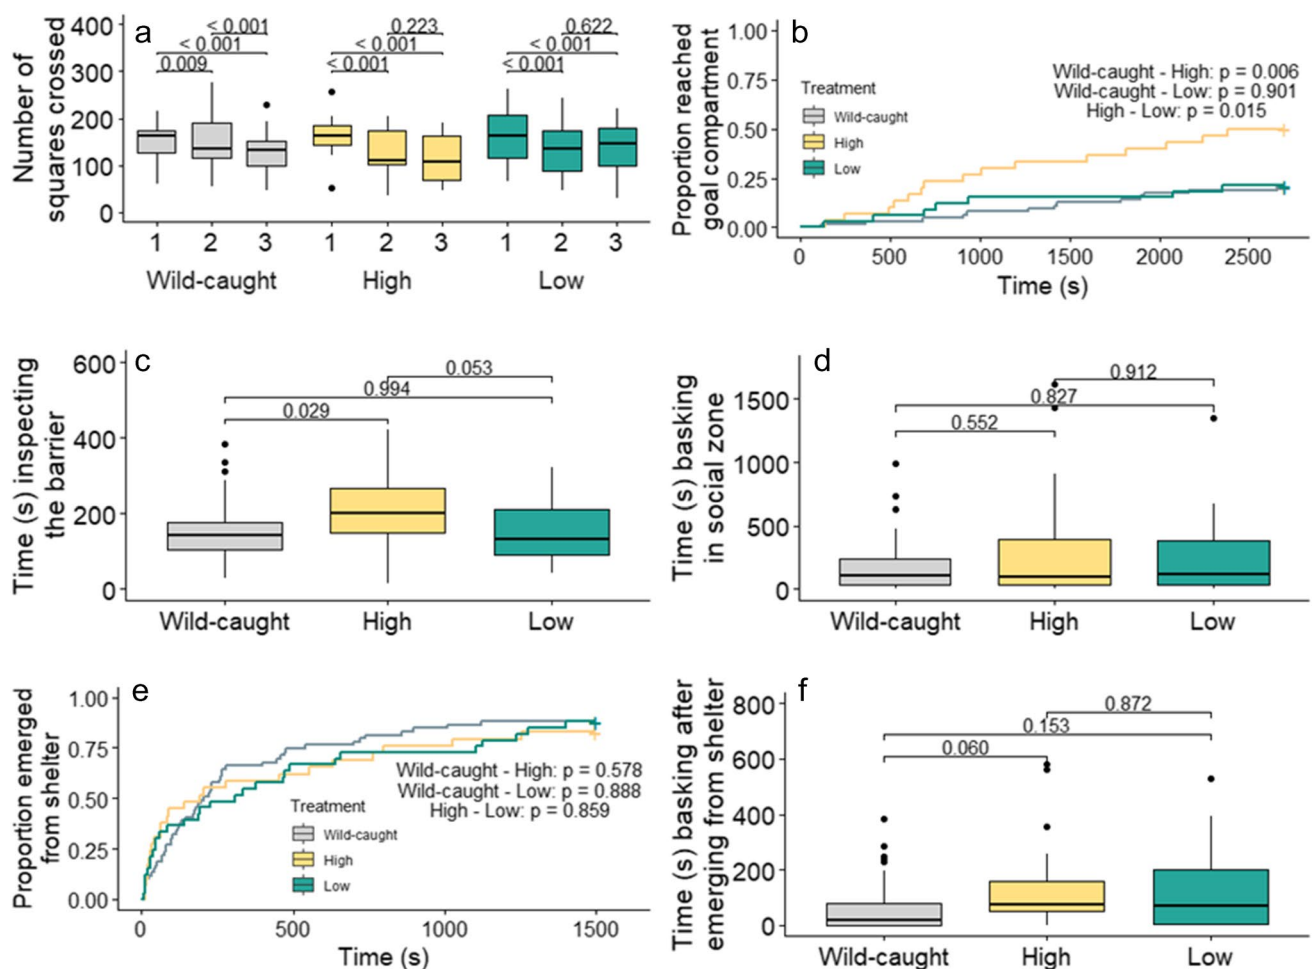 a
Number of
squares crossed
400
300
200
100
0
< 0.001
< 0.001
0.009
0.223
< 0.001
< 0.001
0.622
< 0.001
< 0.001
1 2 3 1 2 3 1 2 3
Wild-caught High Low
b
Proportion reached
goal compartment
1.00
0.75
0.50
0.25
0.00
Treatment
Wild-caught
High
Low
Wild-caught - High: p = 0.006
Wild-caught - Low: p = 0.901
High - Low: p = 0.015
0 500 1000 1500 2000 2500
Time (s)
c
Time (s) inspecting
the barrier
600
400
200
0
0.053
0.994
0.029
Wild-caught High Low
d
Time (s) basking
in social zone
1500
1000
500
0
0.912
0.827
0.552
Wild-caught High Low
e
Proportion emerged
from shelter
1.00
0.75
0.50
0.25
0.00
Wild-caught - High: p = 0.578
Wild-caught - Low: p = 0.888
High - Low: p = 0.859
Treatment
Wild-caught
High
Low
0 500 1000 1500
Time (s)
f
Time (s) basking after
emerging from shelter
800
600
400
200
0
0.872
0.153
0.060
Wild-caught High Low